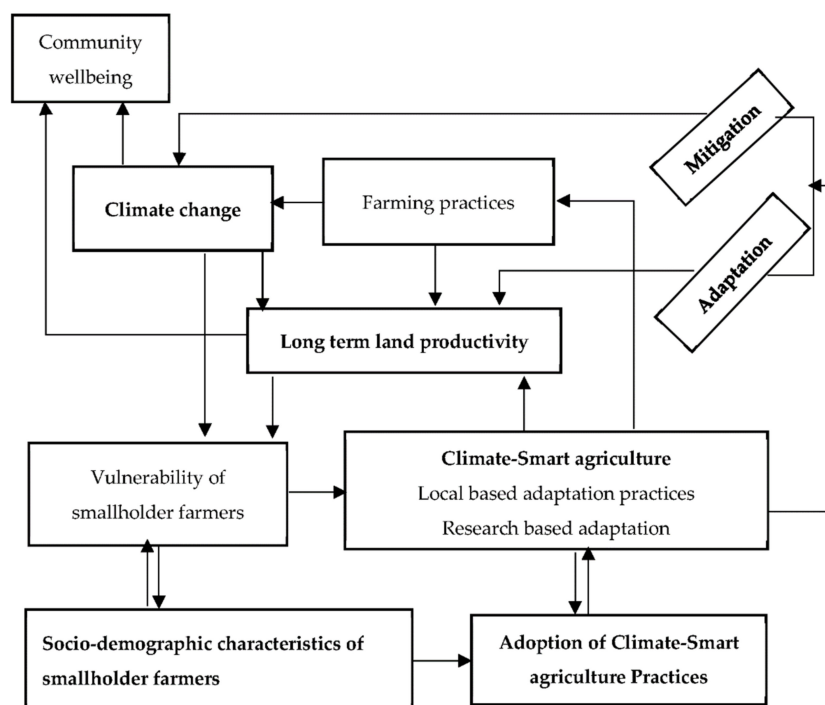 Community
wellbeing
Mitigation
Climate change
Farming practices
Adaptation
Long term land productivity
Vulnerability of
smallholder farmers
Climate-Smart agriculture
Local based adaptation practices
Research based adaptation
Socio-demographic characteristics of
smallholder farmers
Adoption of Climate-Smart
agriculture Practices